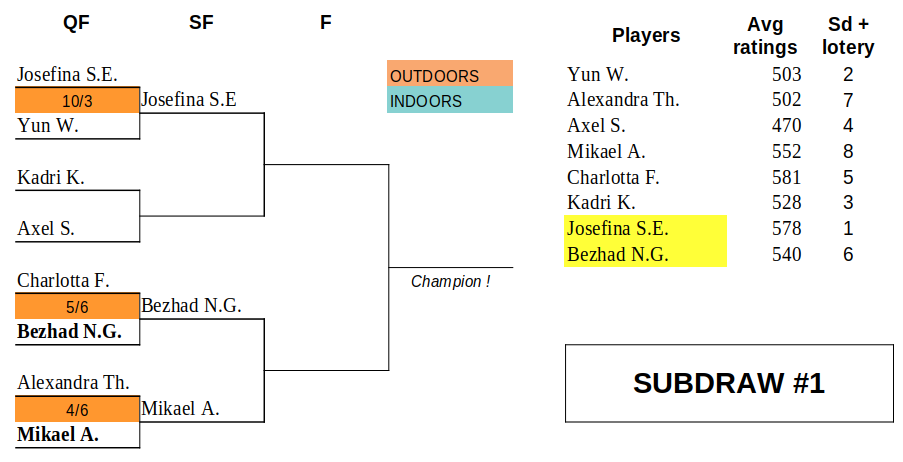 QF SF F
Josefina S.E.
10/3
Josefina S.E
Yun W.
Kadri K.
Axel S.
Charlotta F.
5/6
Bezhad N.G.
Bezhad N.G.
Alexandra Th.
4/6
Mikael A.
Mikael A.
OUTDOORS
INDOORS
Champion !
Players Avg ratings Sd + lotery
Yun W. 503 2
Alexandra Th. 502 7
Axel S. 470 4
Mikael A. 552 8
Charlotta F. 581 5
Kadri K. 528 3
Josefina S.E. 578 1
Bezhad N.G. 540 6
SUBDRAW #1